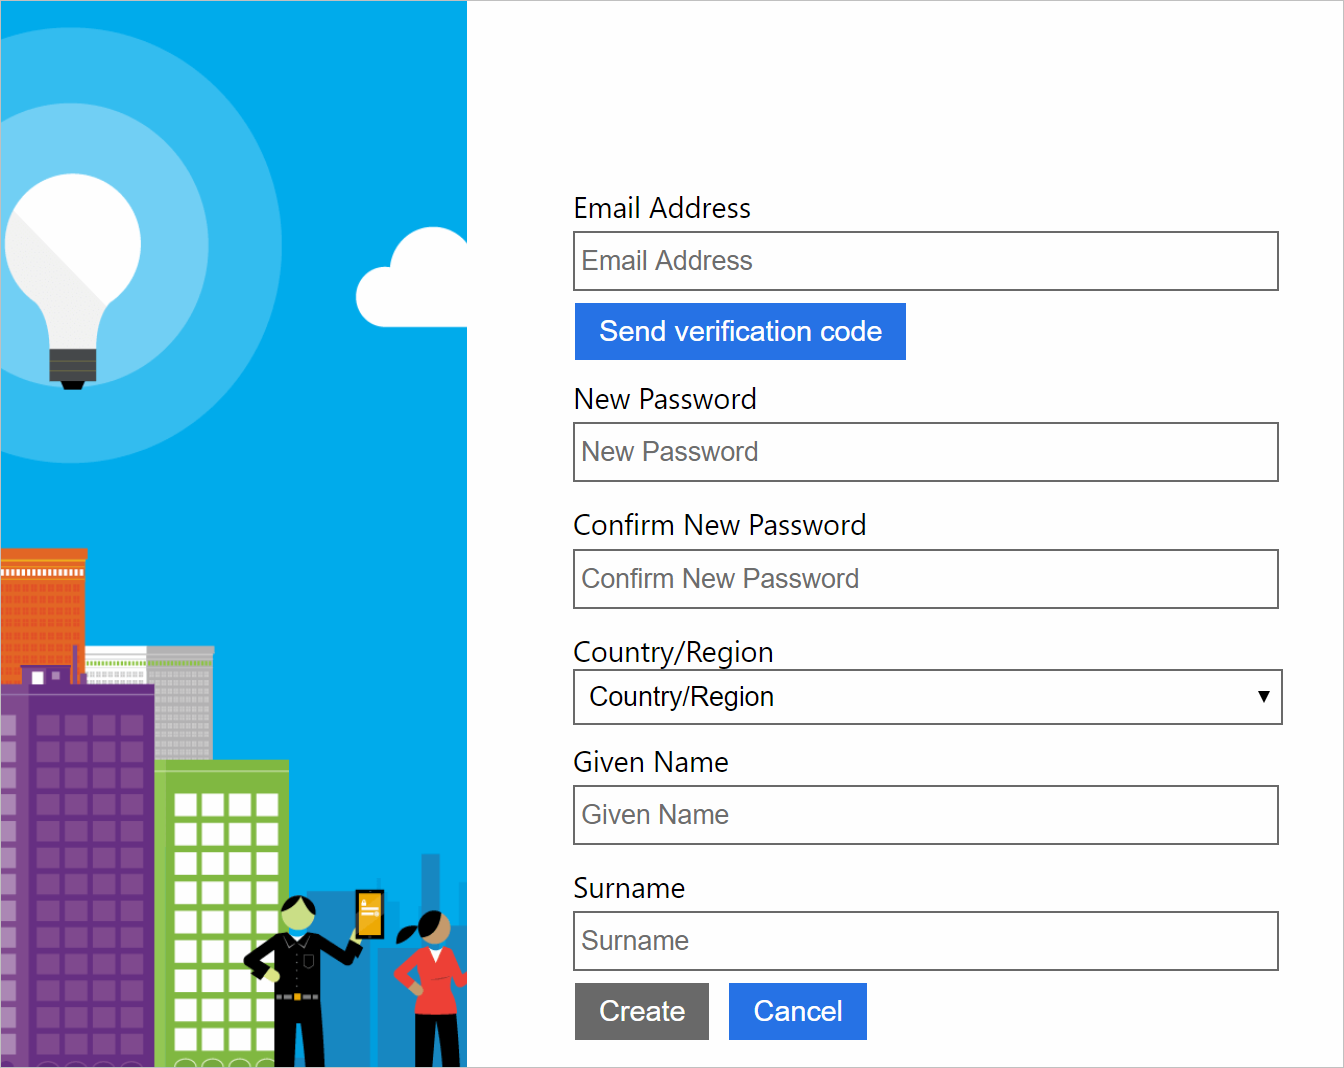 Email Address
Email Address
Send verification code
New Password
New Password
Confirm New Password
Confirm New Password
Country/Region
Country/Region
Given Name
Given Name
Surname
Surname
Create Cancel